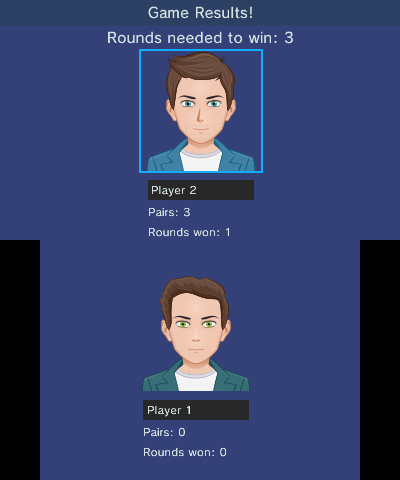 Game Results!
Rounds needed to win: 3
Player 2
Pairs: 3
Rounds won: 1
Player 1
Pairs: 0
Rounds won: 0